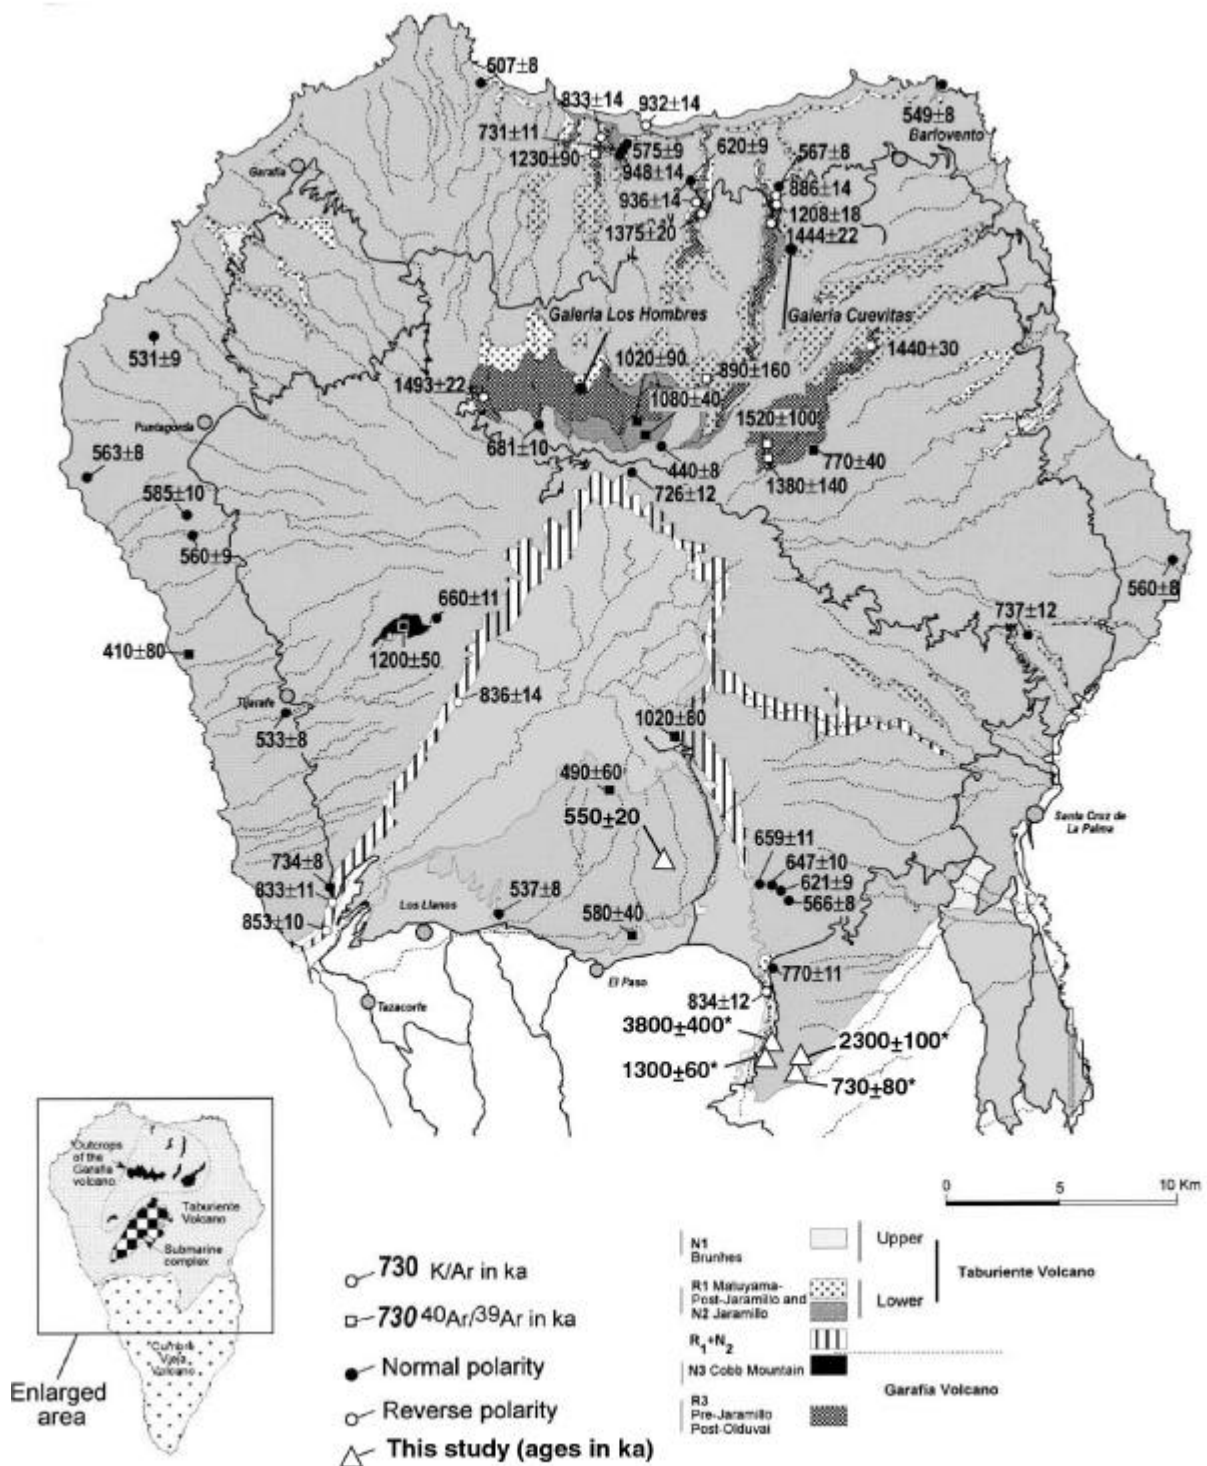 507±8
833±14
932±14
549±8
Barlovento
731±11
1230±90
575±9
620±9
567±8
948±14
886±14
Garafia
936±14
1208±18
1375±20
1444±22
Galeria Los Hombres
Galeria Cuevitas
531±9
1020±90
890±160
1440±30
1493±22
1080±40
1520±100
Puntagorda
681±10
440±8
770±40
563±8
726±12
1380±140
585±10
560±9
560±8
660±11
737±12
410±80
1200±50
Tijarafe
836±14
533±8
1020±80
490±60
550±20
Santa Cruz de
La Palma
659±11
734±8
647±10
833±11
537±8
621±9
Los Llanos
566±8
853±10
580±40
El Paso
770±11
Tazacorfe
834±12
3800±400*
2300±100*
1300±60*
730±80*
Outcrops
of the
Garafia
volcano
Taburiente
Volcano
Submarine
complex
Cumbre
Vieja
Volcano
Enlarged
area
730 K/Ar in ka
730 40Ar/39Ar in ka
Normal polarity
Reverse polarity
This study (ages in ka)
0 5 10 Km
N1
Brunhes
Upper
Taburiente Volcano
R1 Matuyama-
Post-Jaramillo and
N2 Jaramillo
Lower
R1+N2
N3 Cobb Mountain
Garafia Volcano
R3
Pre-Jaramillo
Post-Olduvai